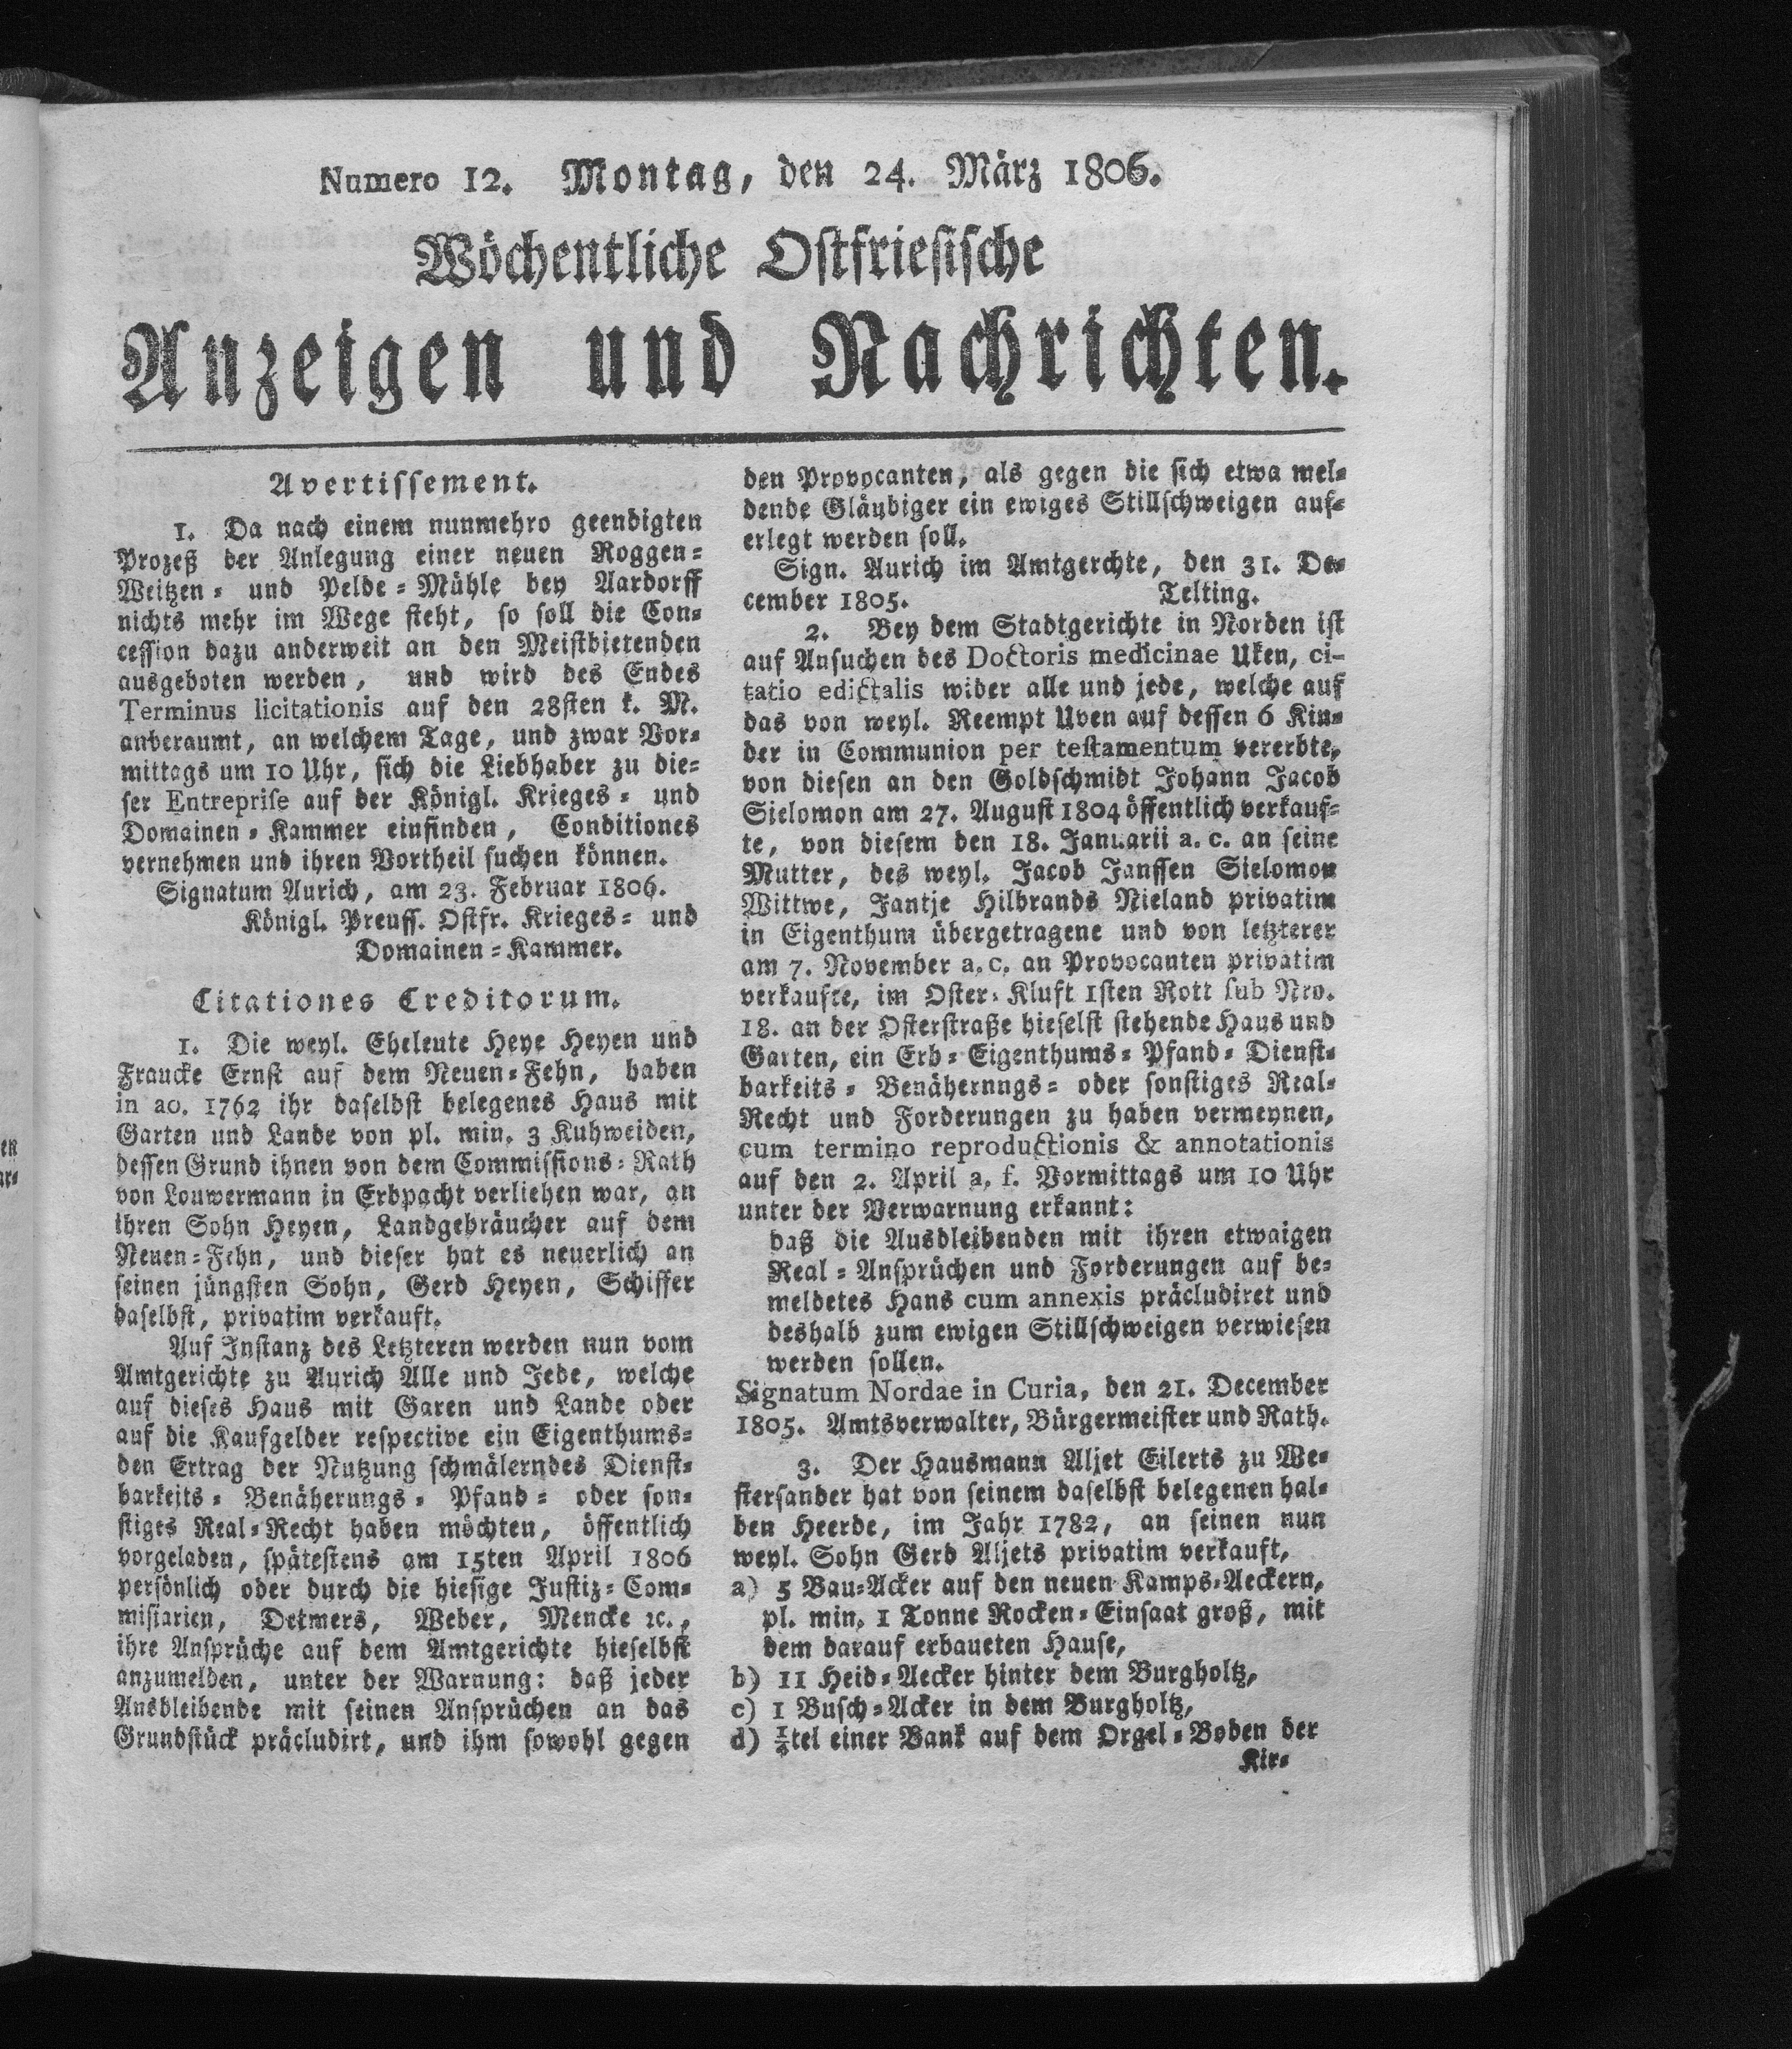 Numero 12. Montag, den 24. März 1806.
Wöchentliche Ostfriesische
Anzeigen und Nachrichten.
Avertissement.
1. Da nach einem nunmehro geendigten
Prozeß der Anlegung einer neuen Roggen-
Weitzen- und Pelde-Mühle bey Aardorff
nichts mehr im Wege steht, so soll die Con-
cession dazu anderweit an den Meistbietenden
ausgeboten werden, und wird des Endes
Terminus licitationis auf den 28sten k. M.
anberaumt, an welchem Tage, und zwar Vor-
mittags um 10 Uhr, sich die Liebhaber zu die-
ser Entreprise auf der Königl. Krieges- und
Domainen-Kammer einfinden, Conditiones
vernehmen und ihren Vortheil suchen können.
Signatum Aurich, am 23. Februar 1806.
Königl. Preuss. Ostfr. Krieges- und
Domainen-Kammer.
Citationes Creditorum.
1. Die weyl. Eheleute Heye Heyen und
Fraucke Ernst auf dem Neuen-Fehn, haben
in ao. 1762 ihr daselbst belegenes Haus mit
Garten und Lande von pl. min. 3 Kuhweiden,
dessen Grund ihnen von dem Commissions-Rath
von Louwermann in Erbpacht verliehen war, an
ihren Sohn Heyen, Landgebräucher auf dem
Neuen-Fehn, und dieser hat es neuerlich an
seinen jüngsten Sohn, Gerd Heyen, Schiffer
daselbst, privatim verkauft.
Auf Instanz des Letzteren werden nun vom
Amtgerichte zu Aurich Alle und Jede, welche
auf dieses Haus mit Garen und Lande oder
auf die Kaufgelder respective ein Eigenthums-
den Ertrag der Nutzung schmälerndes Dienst-
barkeits- Benäherungs- Pfand- oder son-
stiges Real-Recht haben möchten, öffentlich
vorgeladen, spätestens am 15ten April 1806
persönlich oder durch die hiesige Justiz-Com-
missarien, Detmers, Weber, Mencke ꝛc.,
ihre Ansprüche auf dem Amtgerichte hieselbst
anzumelden, unter der Warnung: daß jeder
Ausbleibende mit seinen Ansprüchen an das
Grundstück präcludirt, und ihm sowohl gegen
den Provocanten, als gegen die sich etwa mel-
dende Gläubiger ein ewiges Stillschweigen auf-
erlegt werden soll.
Sign. Aurich im Amtgerchte, den 31. De-
cember 1805. Telting.
2. Bey dem Stadtgerichte in Norden ist
auf Ansuchen des Doctoris medicinae Uken, ci-
tatio edictalis wider alle und jede, welche auf
das von weyl. Reempt Uven auf dessen 6 Kin-
der in Communion per testamentum vererbte,
von diesen an den Goldschmidt Johann Jacob
Sielomon am 27. August 1804 öffentlich verkauf-
te, von diesem den 18. Januarii a. c. an seine
Mutter, des weyl. Jacob Janssen Sielomon
Wittwe, Jantje Hilbrands Nieland privatim
in Eigenthum übergetragene und von letzterer
am 7. November a. c. an Provocanten privatim
verkaufte, im Oster-Kluft 1sten Rott sub Nro.
18. an der Osterstraße hieselst stehende Haus und
Garten, ein Erb-Eigenthums-Pfand-Dienst-
barkeits- Benäherungs- oder sonstiges Real-
Recht und Forderungen zu haben vermeynen,
cum termino reproductionis & annotationis
auf den 2. April a. f. Vormittags um 10 Uhr
unter der Verwarnung erkannt:
daß die Ausbleibenden mit ihren etwaigen
Real-Ansprüchen und Forderungen auf be-
meldetes Hans cum annexis präcludiret und
deshalb zum ewigen Stillschweigen verwiesen
werden sollen.
Signatum Nordae in Curia, den 21. December
1805. Amtsverwalter, Bürgermeister und Rath.
3. Der Hausmann Aljet Eilerts zu We-
stersander hat von seinem daselbst belegenen hal-
ben Heerde, im Jahr 1782, an seinen nun
weyl. Sohn Gerd Aljets privatim verkauft,
a) 5 Bau-Acker auf den neuen Kamps-Aeckern,
pl. min. 1 Tonne Rocken-Einsaat groß, mit
dem darauf erbaueten Hause,
b) 11 Heid-Aecker hinter dem Burgholtz,
c) 1 Busch-Acker in dem Burgholtz,
d) tel einer Bank auf dem Orgel-Boden der
Kir-